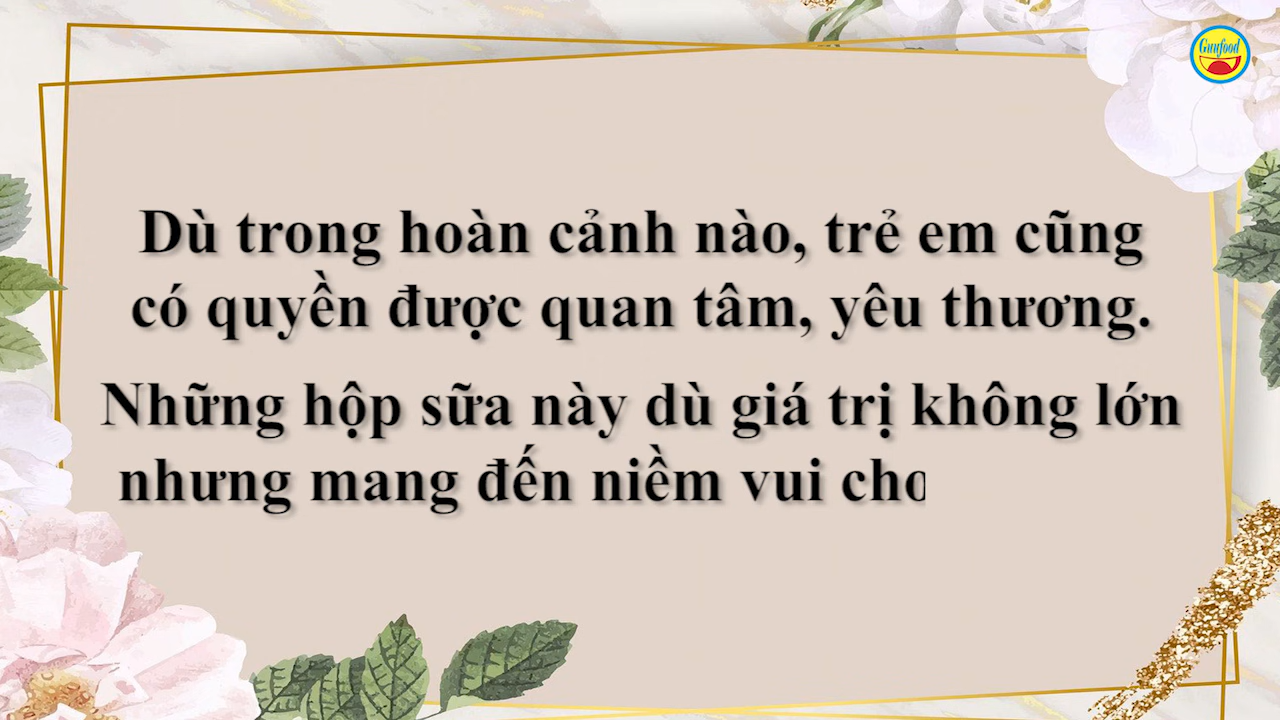 Gunfood
Dù trong hoàn cảnh nào, trẻ em cũng
có quyền được quan tâm, yêu thương.
Những hộp sữa này dù giá trị không lớn
nhưng mang đến niềm vui cho